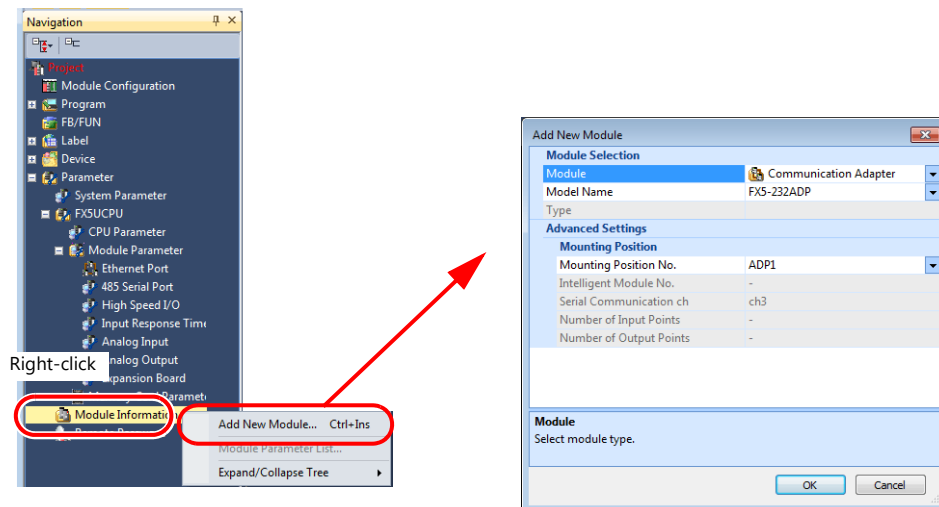 Navigation
Project
Module Configuration
Program
FB/FUN
Label
Device
Parameter
System Parameter
FX5UCPU
CPU Parameter
Module Parameter
Ethernet Port
485 Serial Port
High Speed I/O
Input Response Time
Analog Input
Analog Output
Right-click
Expansion Board
Module Information
Add New Module... Ctrl+Ins
Module Parameter List...
Expand/Collapse Tree
Add New Module
Module Selection
Module Communication Adapter
Model Name FX5-232ADP
Type
Advanced Settings
Mounting Position
Mounting Position No. ADP1
Intelligent Module No. -
Serial Communication ch ch3
Number of Input Points -
Number of Output Points -
Module
Select module type.
OK Cancel